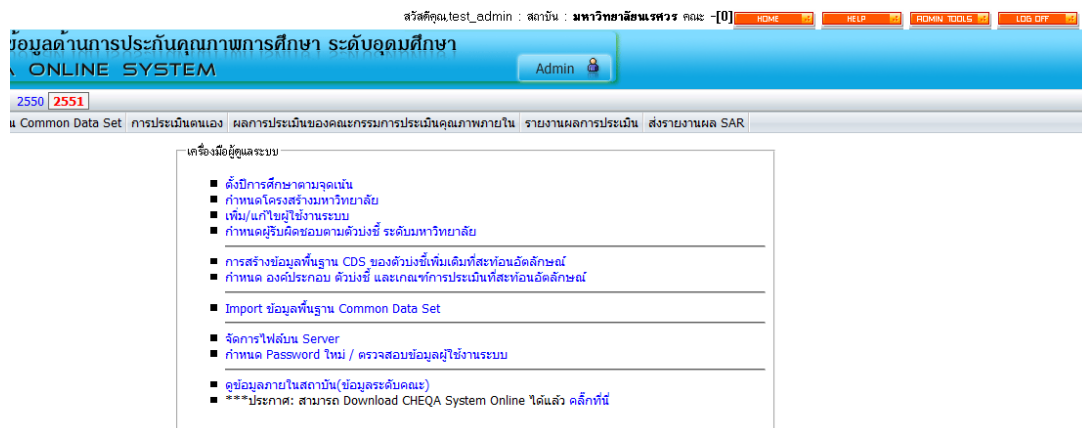 สวัสดีคุณ,test_admin : สถาบัน : มหาวิทยาลัยนเรศวร คณะ -[0] HOME HELP ADMIN TOOLS LOG OFF
ข้อมูลด้านการประกันคุณภาพการศึกษา ระดับอุดมศึกษา
A ONLINE SYSTEM
Admin
2550 2551
น Common Data Set การประเมินตนเอง ผลการประเมินของคณะกรรมการประเมินคุณภาพภายใน รายงานผลการประเมิน ส่งรายงานผล SAR
เครื่องมือผู้ดูแลระบบ
ตั้งปีการศึกษาตามจุดเน้น
กำหนดโครงสร้างมหาวิทยาลัย
เพิ่ม/แก้ไขผู้ใช้งานระบบ
กำหนดผู้รับผิดชอบตามตัวบ่งชี้ ระดับมหาวิทยาลัย
การสร้างข้อมูลพื้นฐาน CDS ของตัวบ่งชี้เพิ่มเติมที่สะท้อนอัตลักษณ์
กำหนด องค์ประกอบ ตัวบ่งชี้ และเกณฑ์การประเมินที่สะท้อนอัตลักษณ์
Import ข้อมูลพื้นฐาน Common Data Set
จัดการไฟล์บน Server
กำหนด Password ใหม่ / ตรวจสอบข้อมูลผู้ใช้งานระบบ
ดูข้อมูลภายในสถาบัน(ข้อมูลระดับคณะ)
***ประกาศ: สามารถ Download CHEQA System Online ได้แล้ว คลิ๊กที่นี่